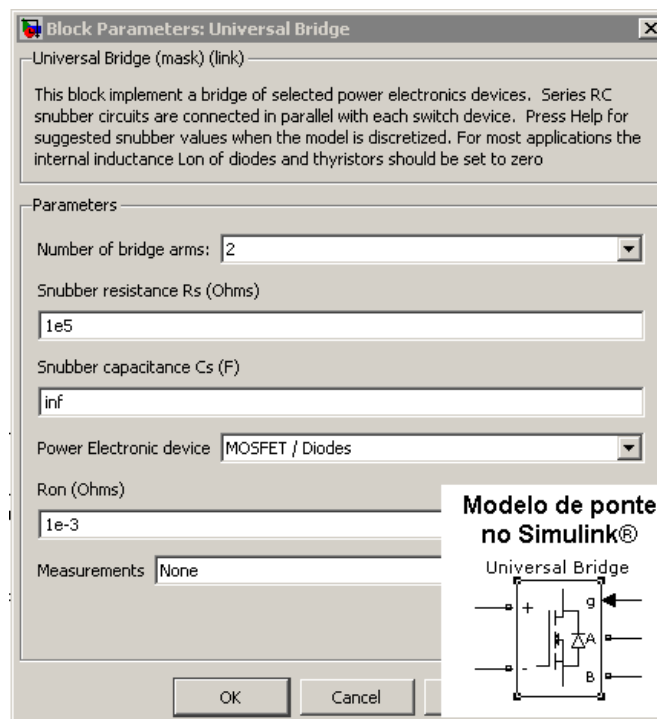 Block Parameters: Universal Bridge
Universal Bridge (mask) (link)
This block implement a bridge of selected power electronics devices. Series RC
snubber circuits are connected in parallel with each switch device. Press Help for
suggested snubber values when the model is discretized. For most applications the
internal inductance Lon of diodes and thyristors should be set to zero
Parameters
Number of bridge arms: 2
Snubber resistance Rs (Ohms)
1e5
Snubber capacitance Cs (F)
inf
Power Electronic device MOSFET / Diodes
Ron (Ohms)
1e-3
Measurements None
OK Cancel
Modelo de ponte
no Simulink®
Universal Bridge
+ g
A
- B